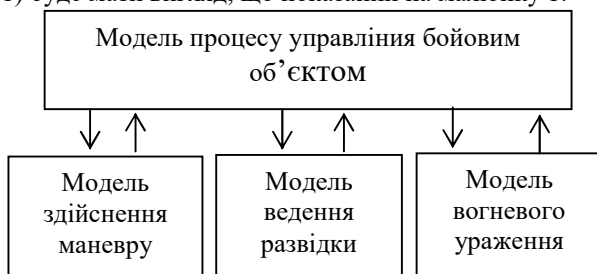 1) буде мати вигляд, що показаний на малюнку 1.
Модель процесу управління бойовим
об’єктом
Модель
здійснення
маневру
Модель
ведення
развідки
Модель
вогневого
ураження